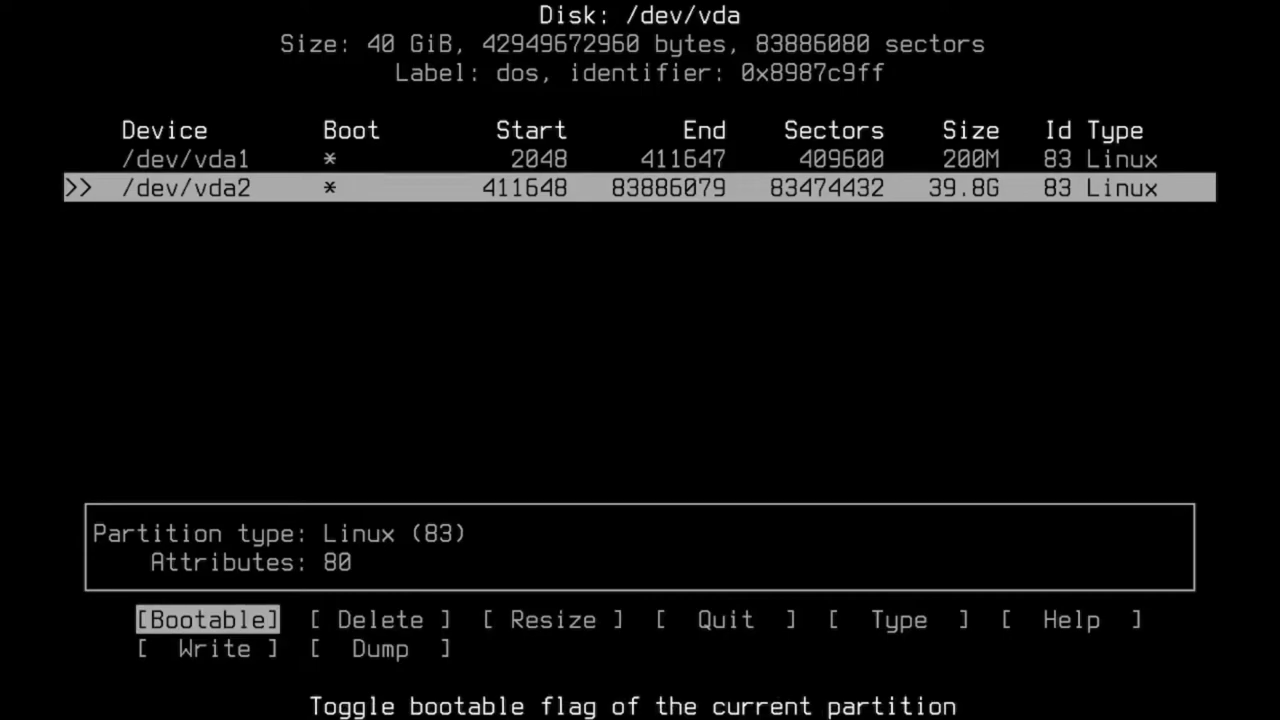 Disk: /dev/vda
Size: 40 GiB, 42949672960 bytes, 83886080 sectors
Label: dos, identifier: 0x8987c9ff
Device Boot Start End Sectors Size Id Type
/dev/vda1 * 2048 411647 409600 200M 83 Linux
>> /dev/vda2 * 411648 83886079 83474432 39.8G 83 Linux
Partition type: Linux (83)
Attributes: 80
[Bootable] [ Delete ] [ Resize ] [ Quit ] [ Type ] [ Help ]
[ Write ] [ Dump ]
Toggle bootable flag of the current partition